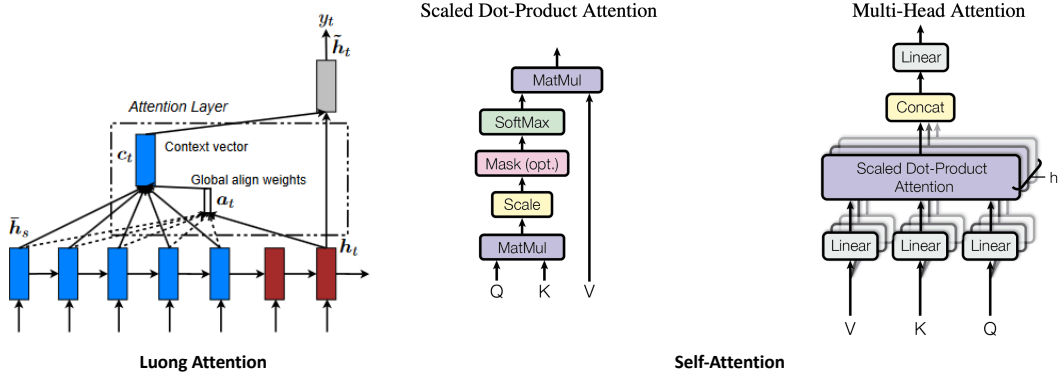 y_t
h̃_t
Attention Layer
c_t
Context vector
Global align weights
a_t
h̄_s
h_t
Luong Attention
Scaled Dot-Product Attention
MatMul
SoftMax
Mask (opt.)
Scale
MatMul
Q K V
Multi-Head Attention
Linear
Concat
Scaled Dot-Product
Attention
h
Linear Linear Linear
V K Q
Self-Attention